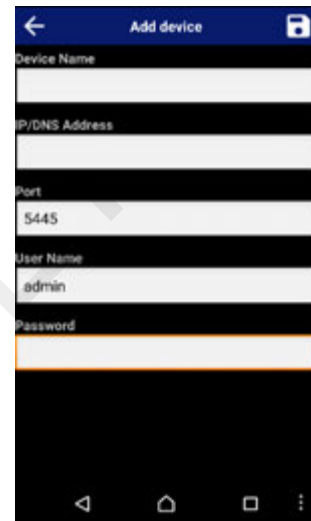 Add device
Device Name
IP/DNS Address
Port
5445
User Name
admin
Password